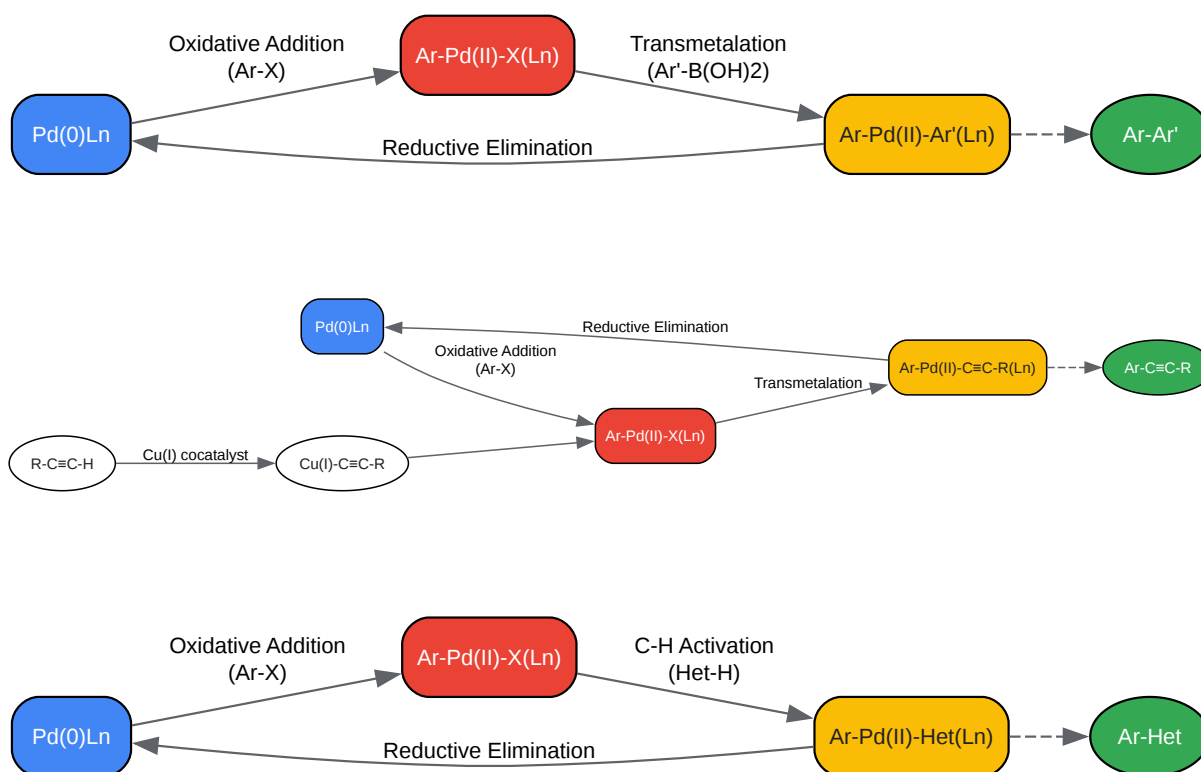 Oxidative Addition
(Ar-X)
Ar-Pd(II)-X(Ln)
Transmetalation
(Ar'-B(OH)2)
Pd(0)Ln
Reductive Elimination
Ar-Pd(II)-Ar'(Ln)
Ar-Ar'
Pd(0)Ln
Reductive Elimination
Oxidative Addition
(Ar-X)
Ar-Pd(II)-C≡C-R(Ln)
Ar-C≡C-R
Transmetalation
Ar-Pd(II)-X(Ln)
R-C≡C-H
Cu(I) cocatalyst
Cu(I)-C≡C-R
Oxidative Addition
(Ar-X)
Ar-Pd(II)-X(Ln)
C-H Activation
(Het-H)
Pd(0)Ln
Reductive Elimination
Ar-Pd(II)-Het(Ln)
Ar-Het